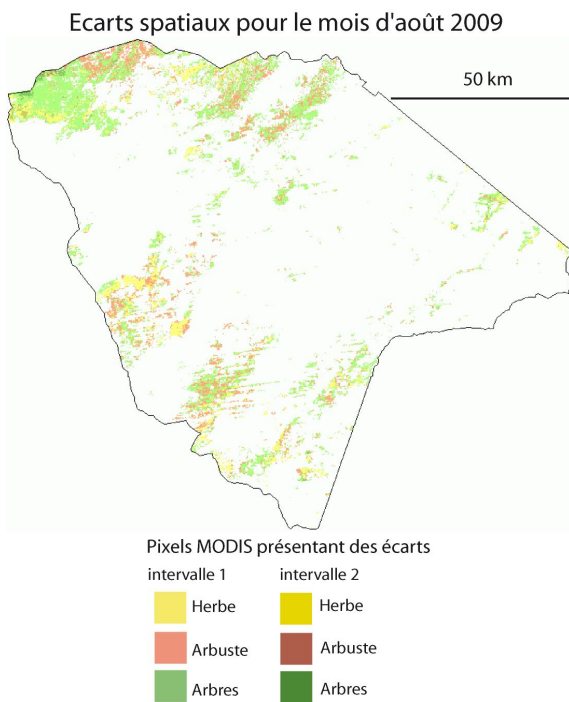 Ecarts spatiaux pour le mois d'août 2009
50 km
Pixels MODIS présentant des écarts
intervalle 1 intervalle 2
Herbe Herbe
Arbuste Arbuste
Arbres Arbres